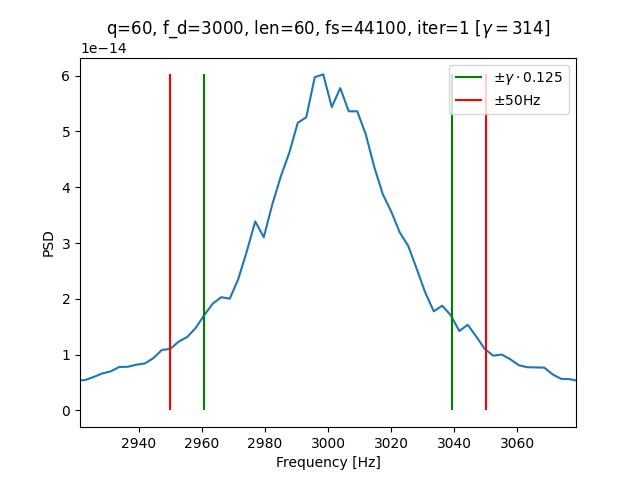 q=60, f_d=3000, len=60, fs=44100, iter=1 [γ = 314]
1e−14
6
5
4
3
2
1
0
PSD
±γ · 0.125
±50Hz
2940 2960 2980 3000 3020 3040 3060
Frequency [Hz]